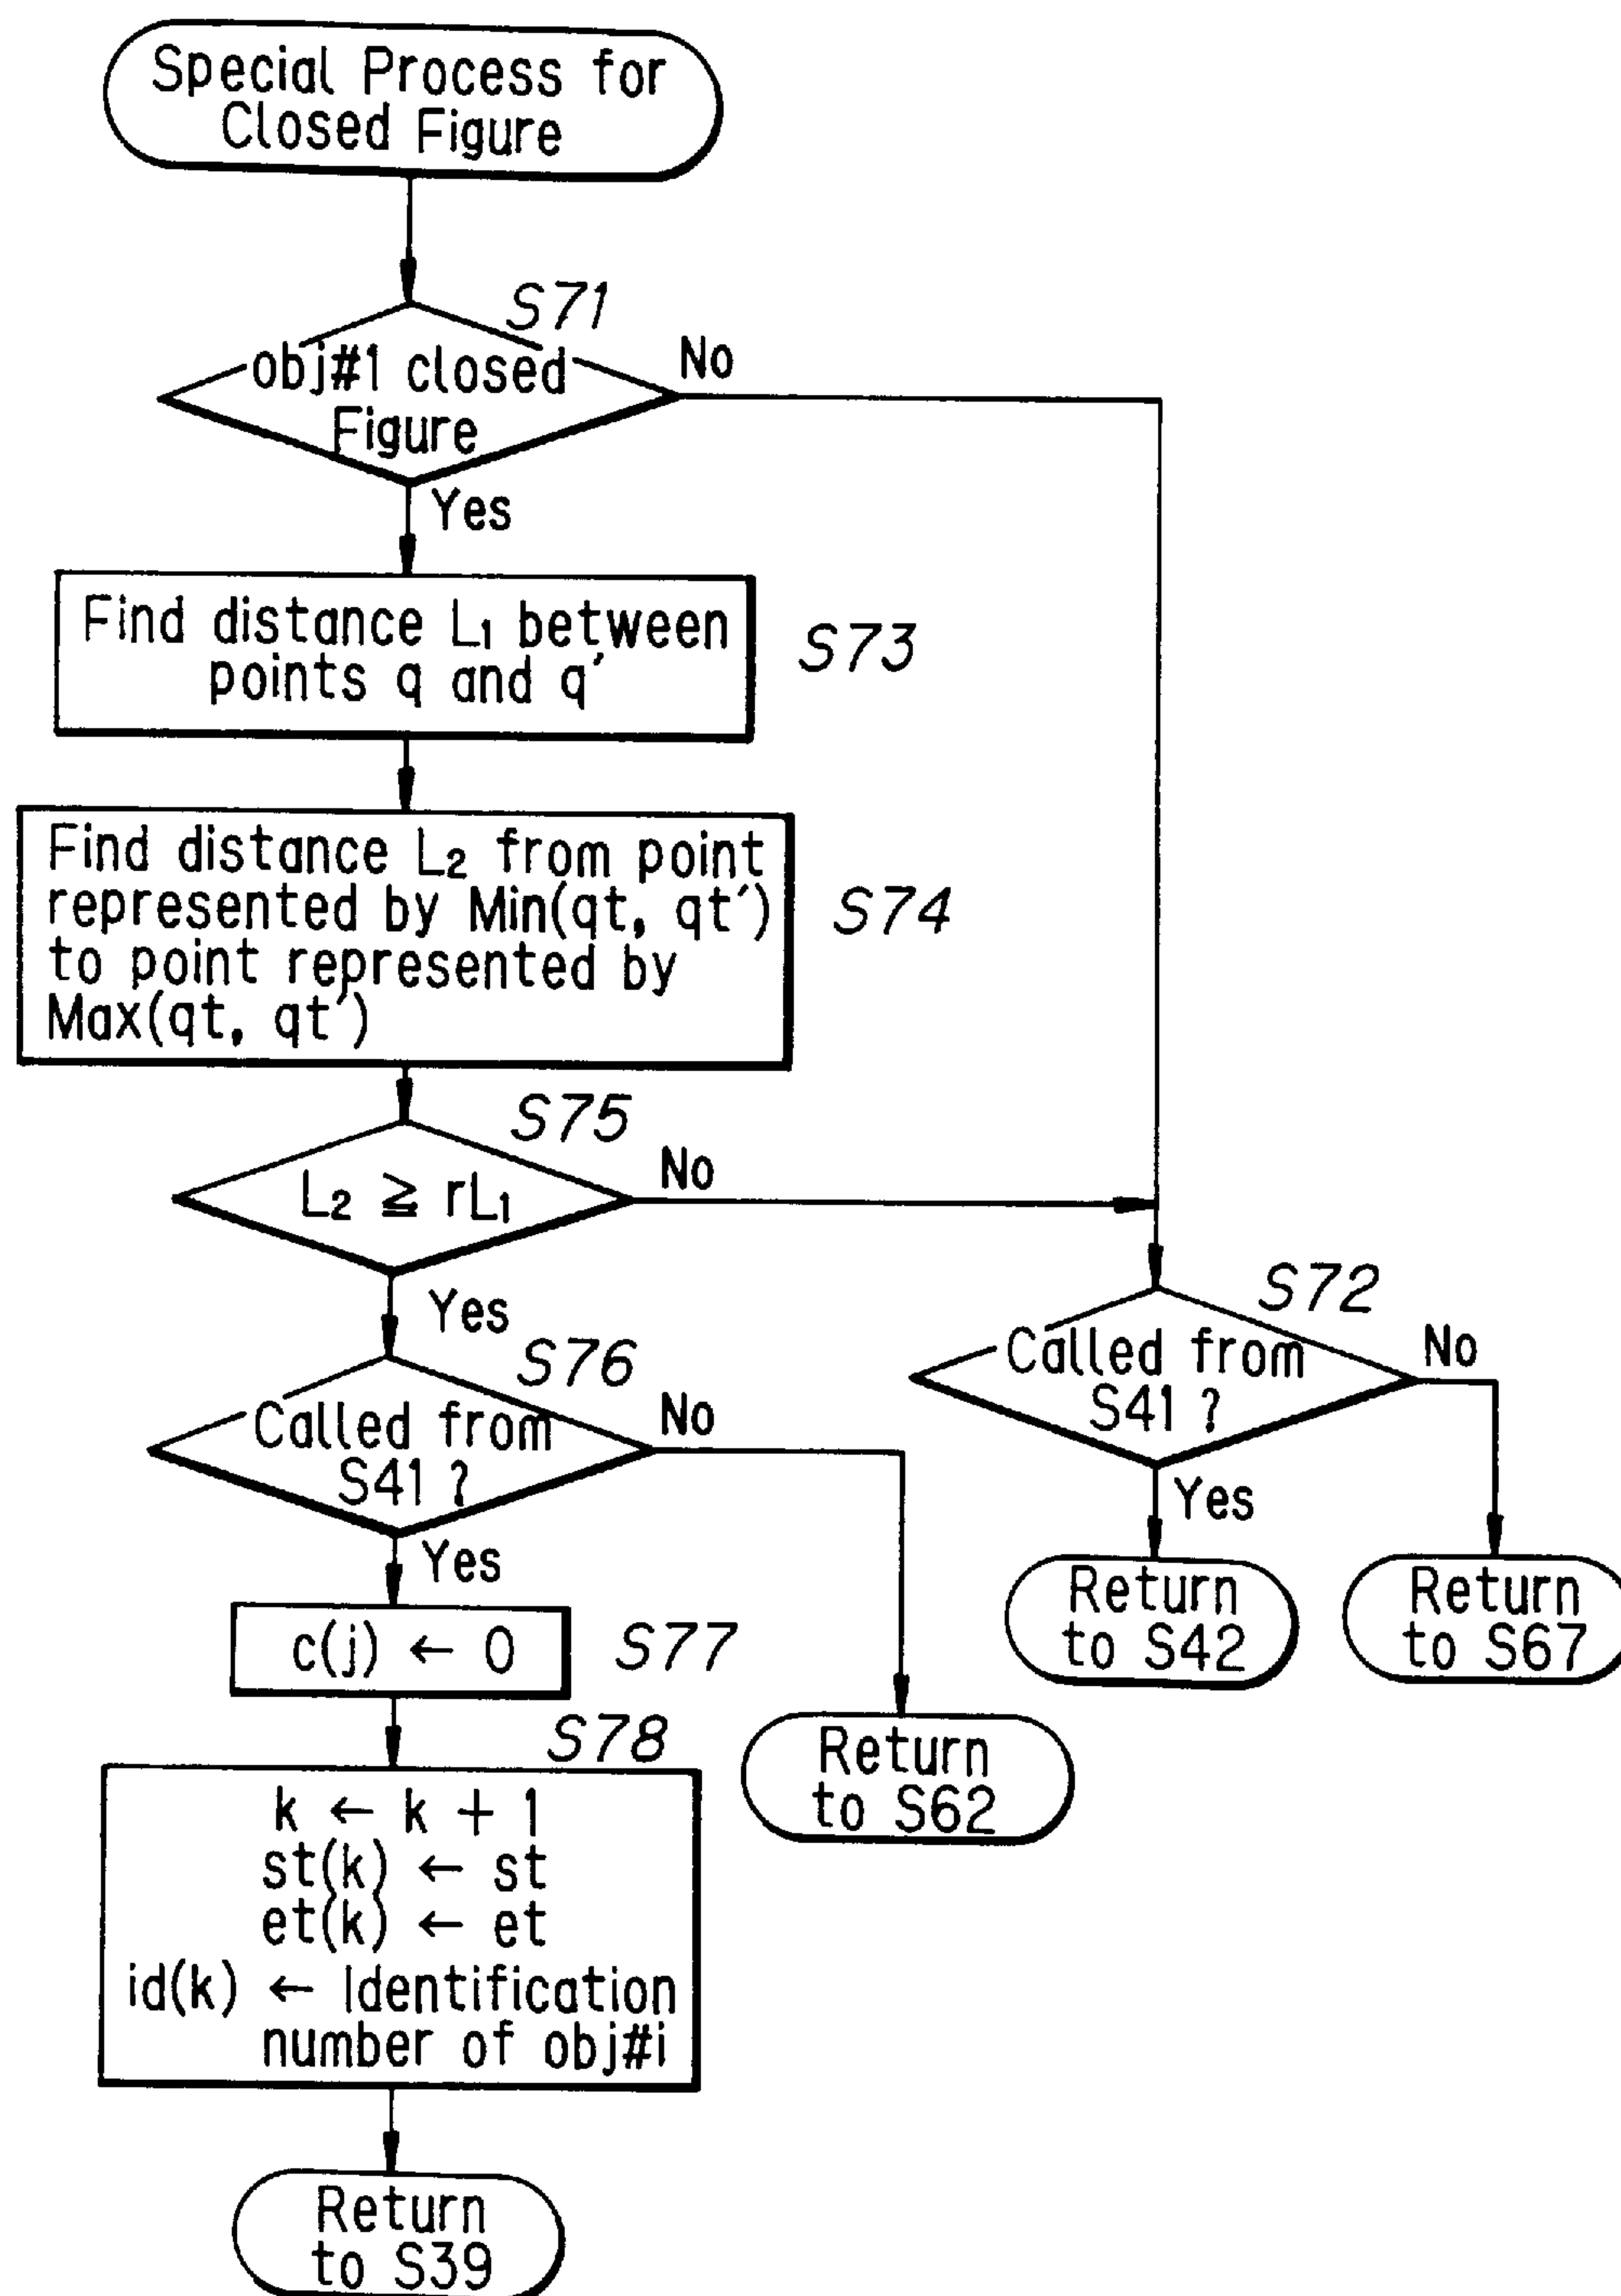 Special Process for
Closed Figure
S71
obj#1 closed
Figure
No
Yes
Find distance L₁ between
points q and q′
S73
Find distance L₂ from point
represented by Min(qt, qt′)
to point represented by
Max(qt, qt′)
S74
S75
L₂ ≧ rL₁
No
Yes
S72
Called from
S41 ?
No
Yes
Return
to S42
Return
to S67
S76
Called from
S41 ?
No
Yes
c(j) ← 0
S77
Return
to S62
S78
k ← k + 1
st(k) ← st
et(k) ← et
id(k) ← Identification
number of obj#i
Return
to S39